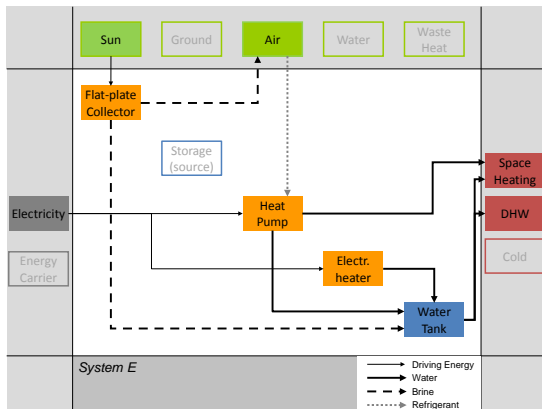 Sun
Ground
Air
Water
Waste
Heat
Flat-plate
Collector
Storage
(source)
Space
Heating
Electricity
Heat
Pump
DHW
Energy
Carrier
Electr.
heater
Cold
Water
Tank
System E
Driving Energy
Water
Brine
Refrigerant